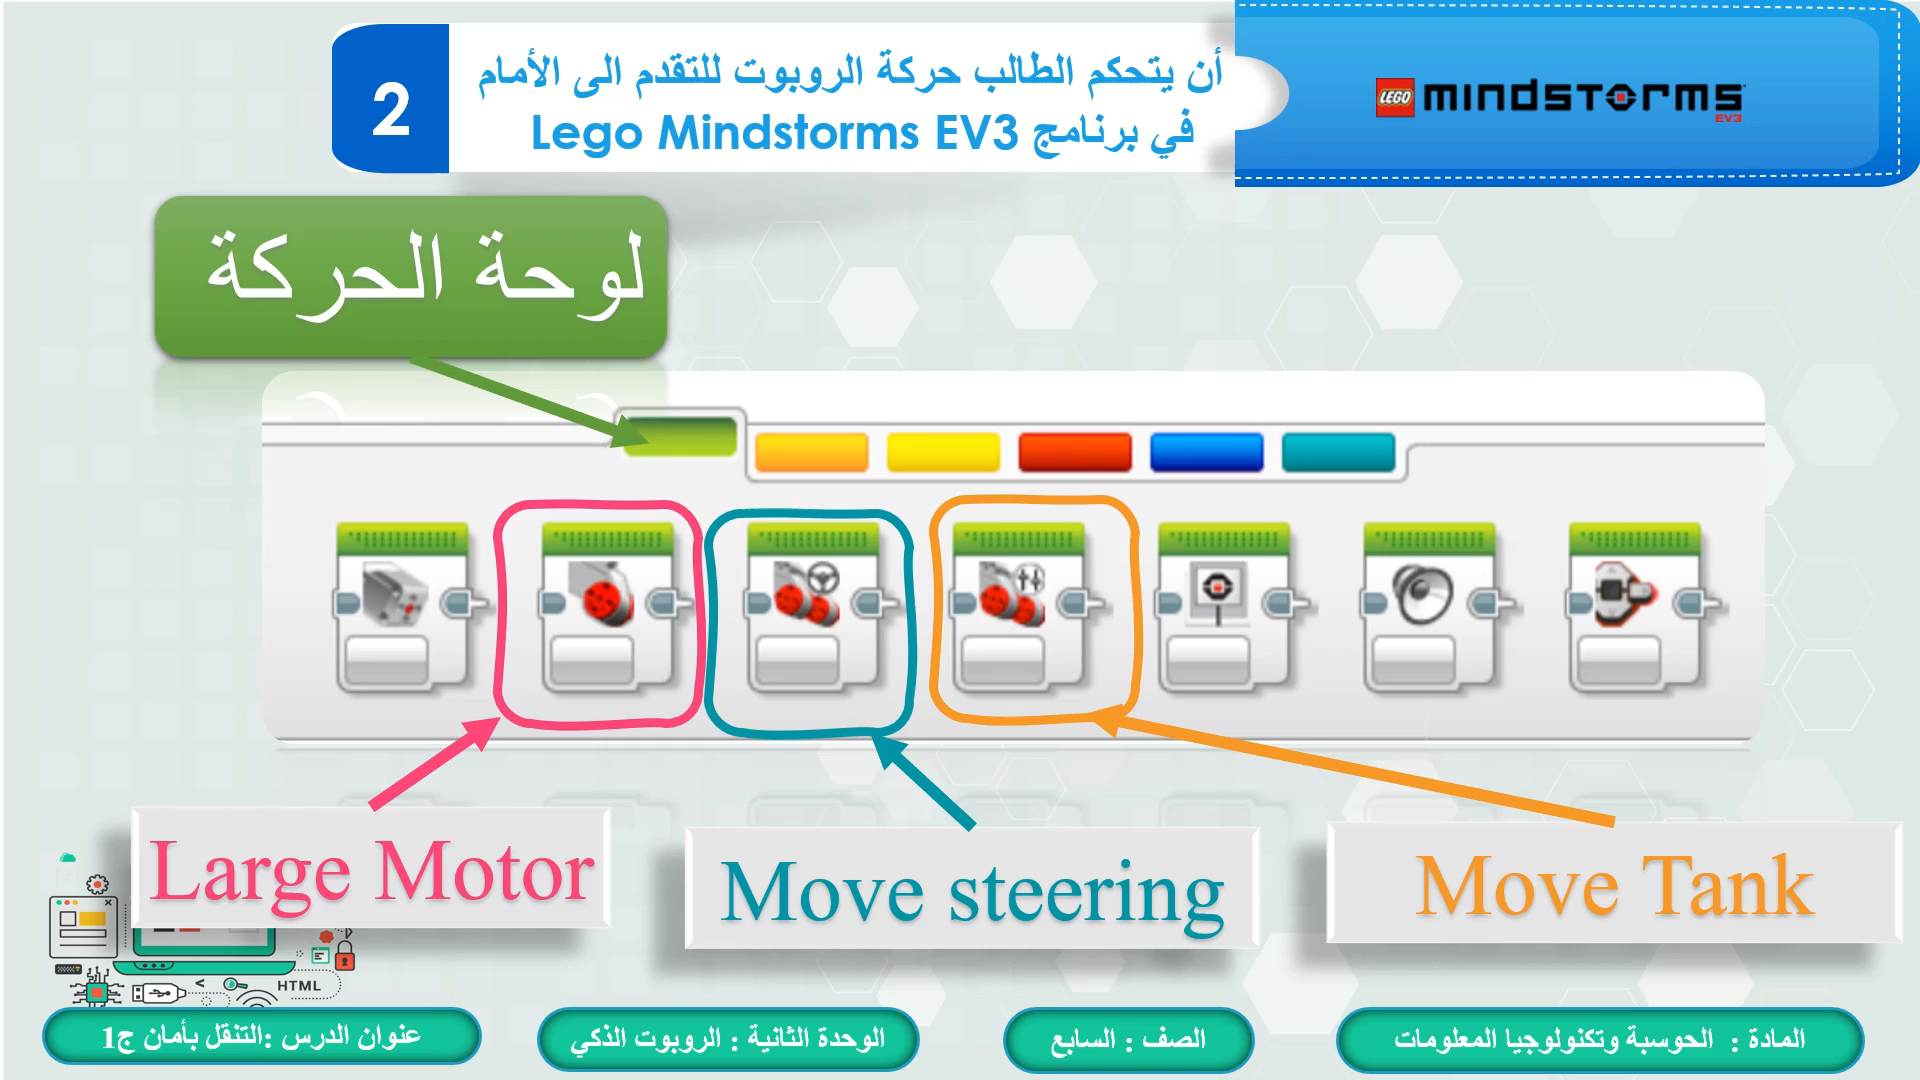 أن يتحكم الطالب حركة الروبوت للتقدم الى الأمام
في برنامج Lego Mindstorms EV3
2
LEGO mindstorms
EV3
لوحة الحركة
Large Motor
Move steering
Move Tank
HTML
المادة : الحوسبة وتكنولوجيا المعلومات
الصف : السابع
الوحدة الثانية : الروبوت الذكي
عنوان الدرس :التنقل بأمان ج1